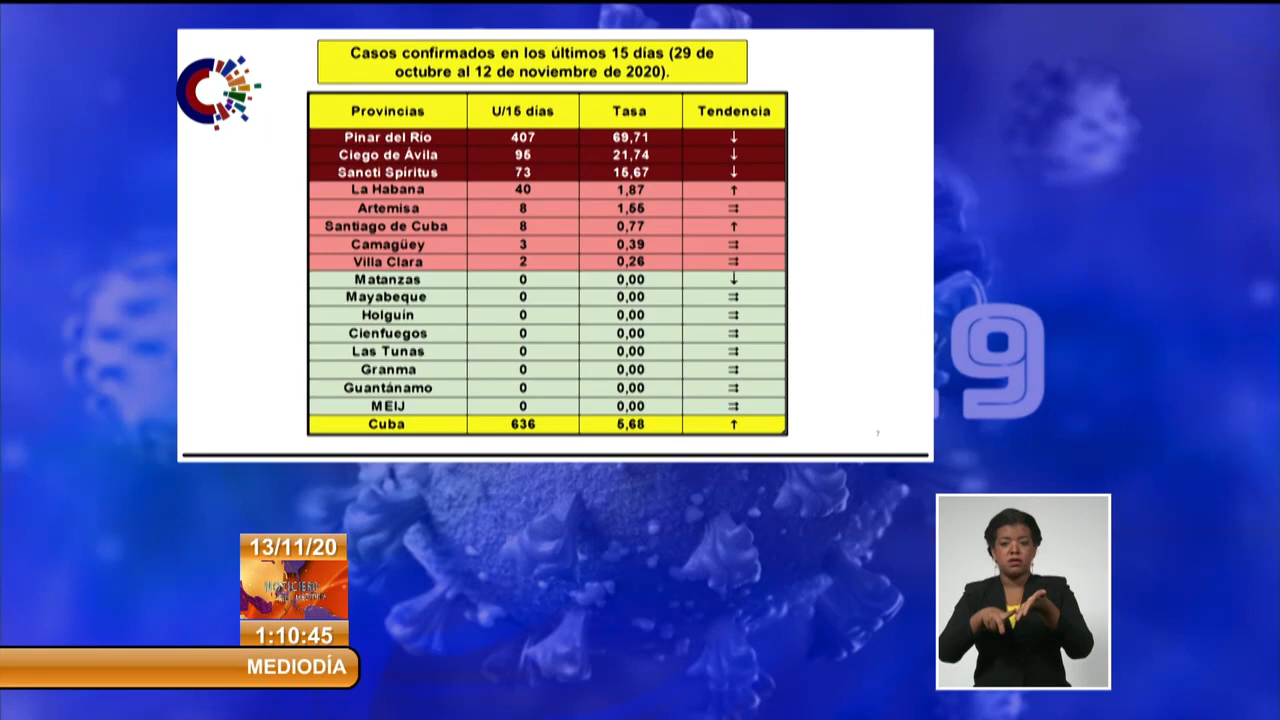 Casos confirmados en los últimos 15 días (29 de
octubre al 12 de noviembre de 2020).
Provincias U/15 días Tasa Tendencia
Pinar del Río 407 69,71 ↓
Ciego de Ávila 95 21,74 ↓
Sancti Spíritus 73 15,67 ↓
La Habana 40 1,87 ↑
Artemisa 8 1,55 ⇉
Santiago de Cuba 8 0,77 ↑
Camagüey 3 0,39 ⇉
Villa Clara 2 0,26 ⇉
Matanzas 0 0,00 ↓
Mayabeque 0 0,00 ⇉
Holguín 0 0,00 ⇉
Cienfuegos 0 0,00 ⇉
Las Tunas 0 0,00 ⇉
Granma 0 0,00 ⇉
Guantánamo 0 0,00 ⇉
MEIJ 0 0,00 ⇉
Cuba 636 5,68 ↑
7
9
13/11/20
NOTICIERO
1:10:45
MEDIODÍA